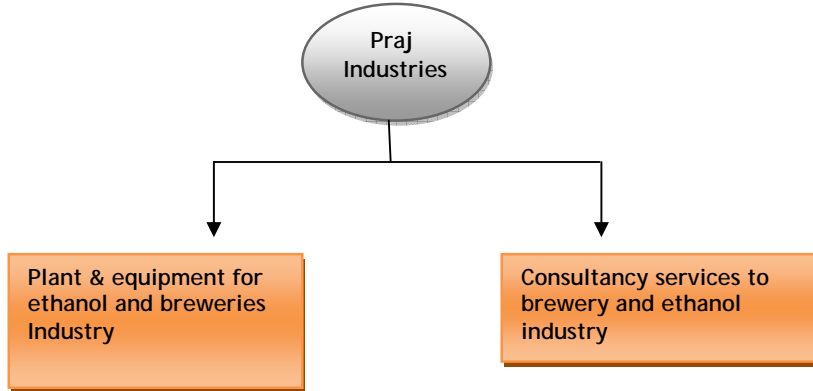 Praj
Industries
Plant & equipment for
ethanol and breweries
Industry
Consultancy services to
brewery and ethanol
industry